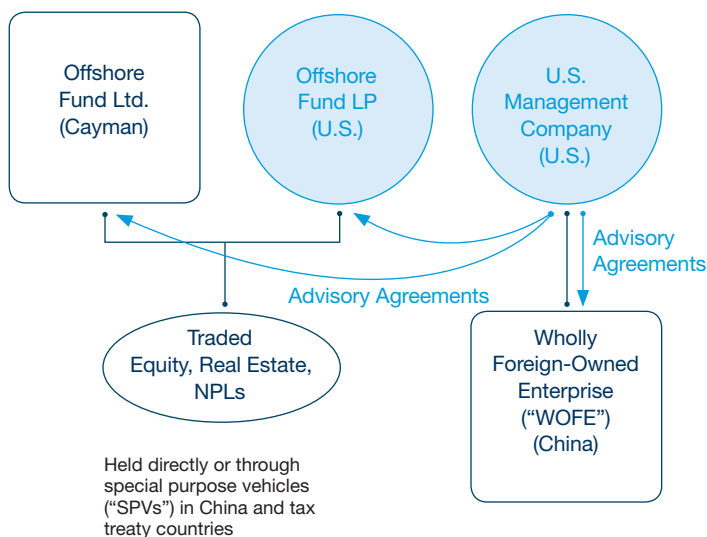 Offshore
Fund Ltd.
(Cayman)
Offshore
Fund LP
(U.S.)
U.S.
Management
Company
(U.S.)
Advisory
Agreements
Advisory Agreements
Traded
Equity, Real Estate,
NPLs
Wholly
Foreign-Owned
Enterprise
(“WOFE”)
(China)
Held directly or through
special purpose vehicles
(“SPVs”) in China and tax
treaty countries